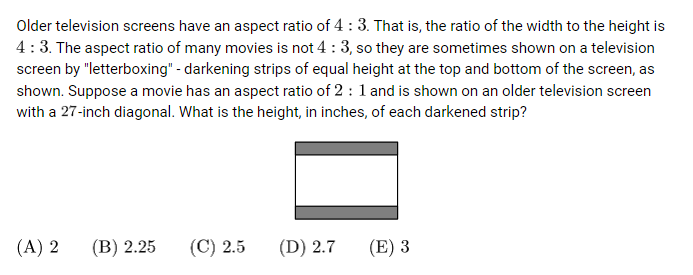 Older television screens have an aspect ratio of 4 : 3. That is, the ratio of the width to the height is
4 : 3. The aspect ratio of many movies is not 4 : 3, so they are sometimes shown on a television
screen by "letterboxing" - darkening strips of equal height at the top and bottom of the screen, as
shown. Suppose a movie has an aspect ratio of 2 : 1 and is shown on an older television screen
with a 27-inch diagonal. What is the height, in inches, of each darkened strip?
(A) 2 (B) 2.25 (C) 2.5 (D) 2.7 (E) 3